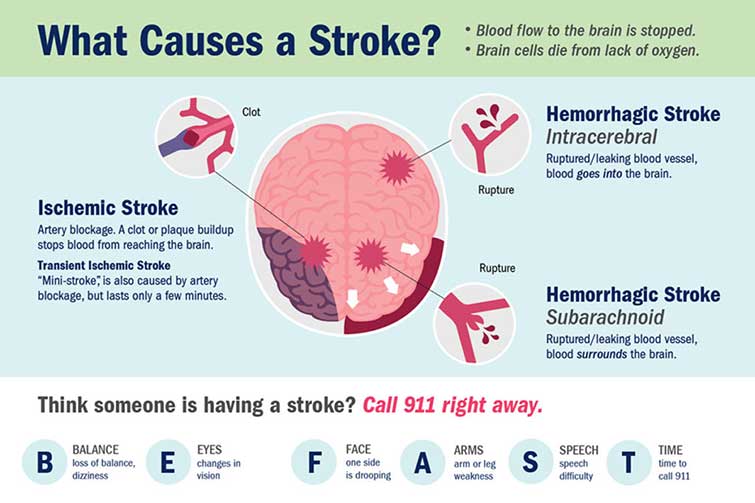 What Causes a Stroke?
• Blood flow to the brain is stopped.
• Brain cells die from lack of oxygen.
Clot
Ischemic Stroke
Artery blockage. A clot or plaque buildup
stops blood from reaching the brain.
Transient Ischemic Stroke
“Mini-stroke”, is also caused by artery
blockage, but lasts only a few minutes.
Rupture
Hemorrhagic Stroke
Intracerebral
Ruptured/leaking blood vessel,
blood goes into the brain.
Rupture
Hemorrhagic Stroke
Subarachnoid
Ruptured/leaking blood vessel,
blood surrounds the brain.
Think someone is having a stroke? Call 911 right away.
B
BALANCE
loss of balance,
dizziness
E
EYES
changes in
vision
F
FACE
one side
is drooping
A
ARMS
arm or leg
weakness
S
SPEECH
speech
difficulty
T
TIME
time to
call 911